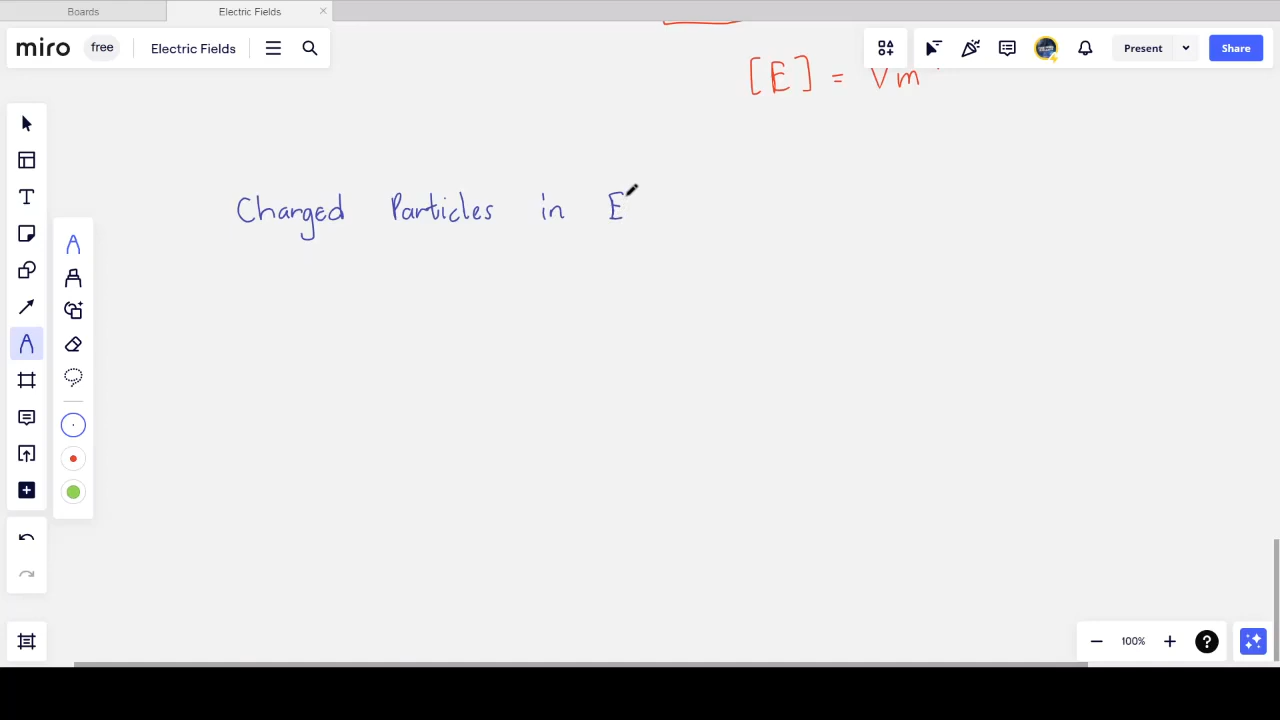 Boards
Electric Fields
miro free Electric Fields
Present
Share
[E] = Vm
Charged Particles in E
100%